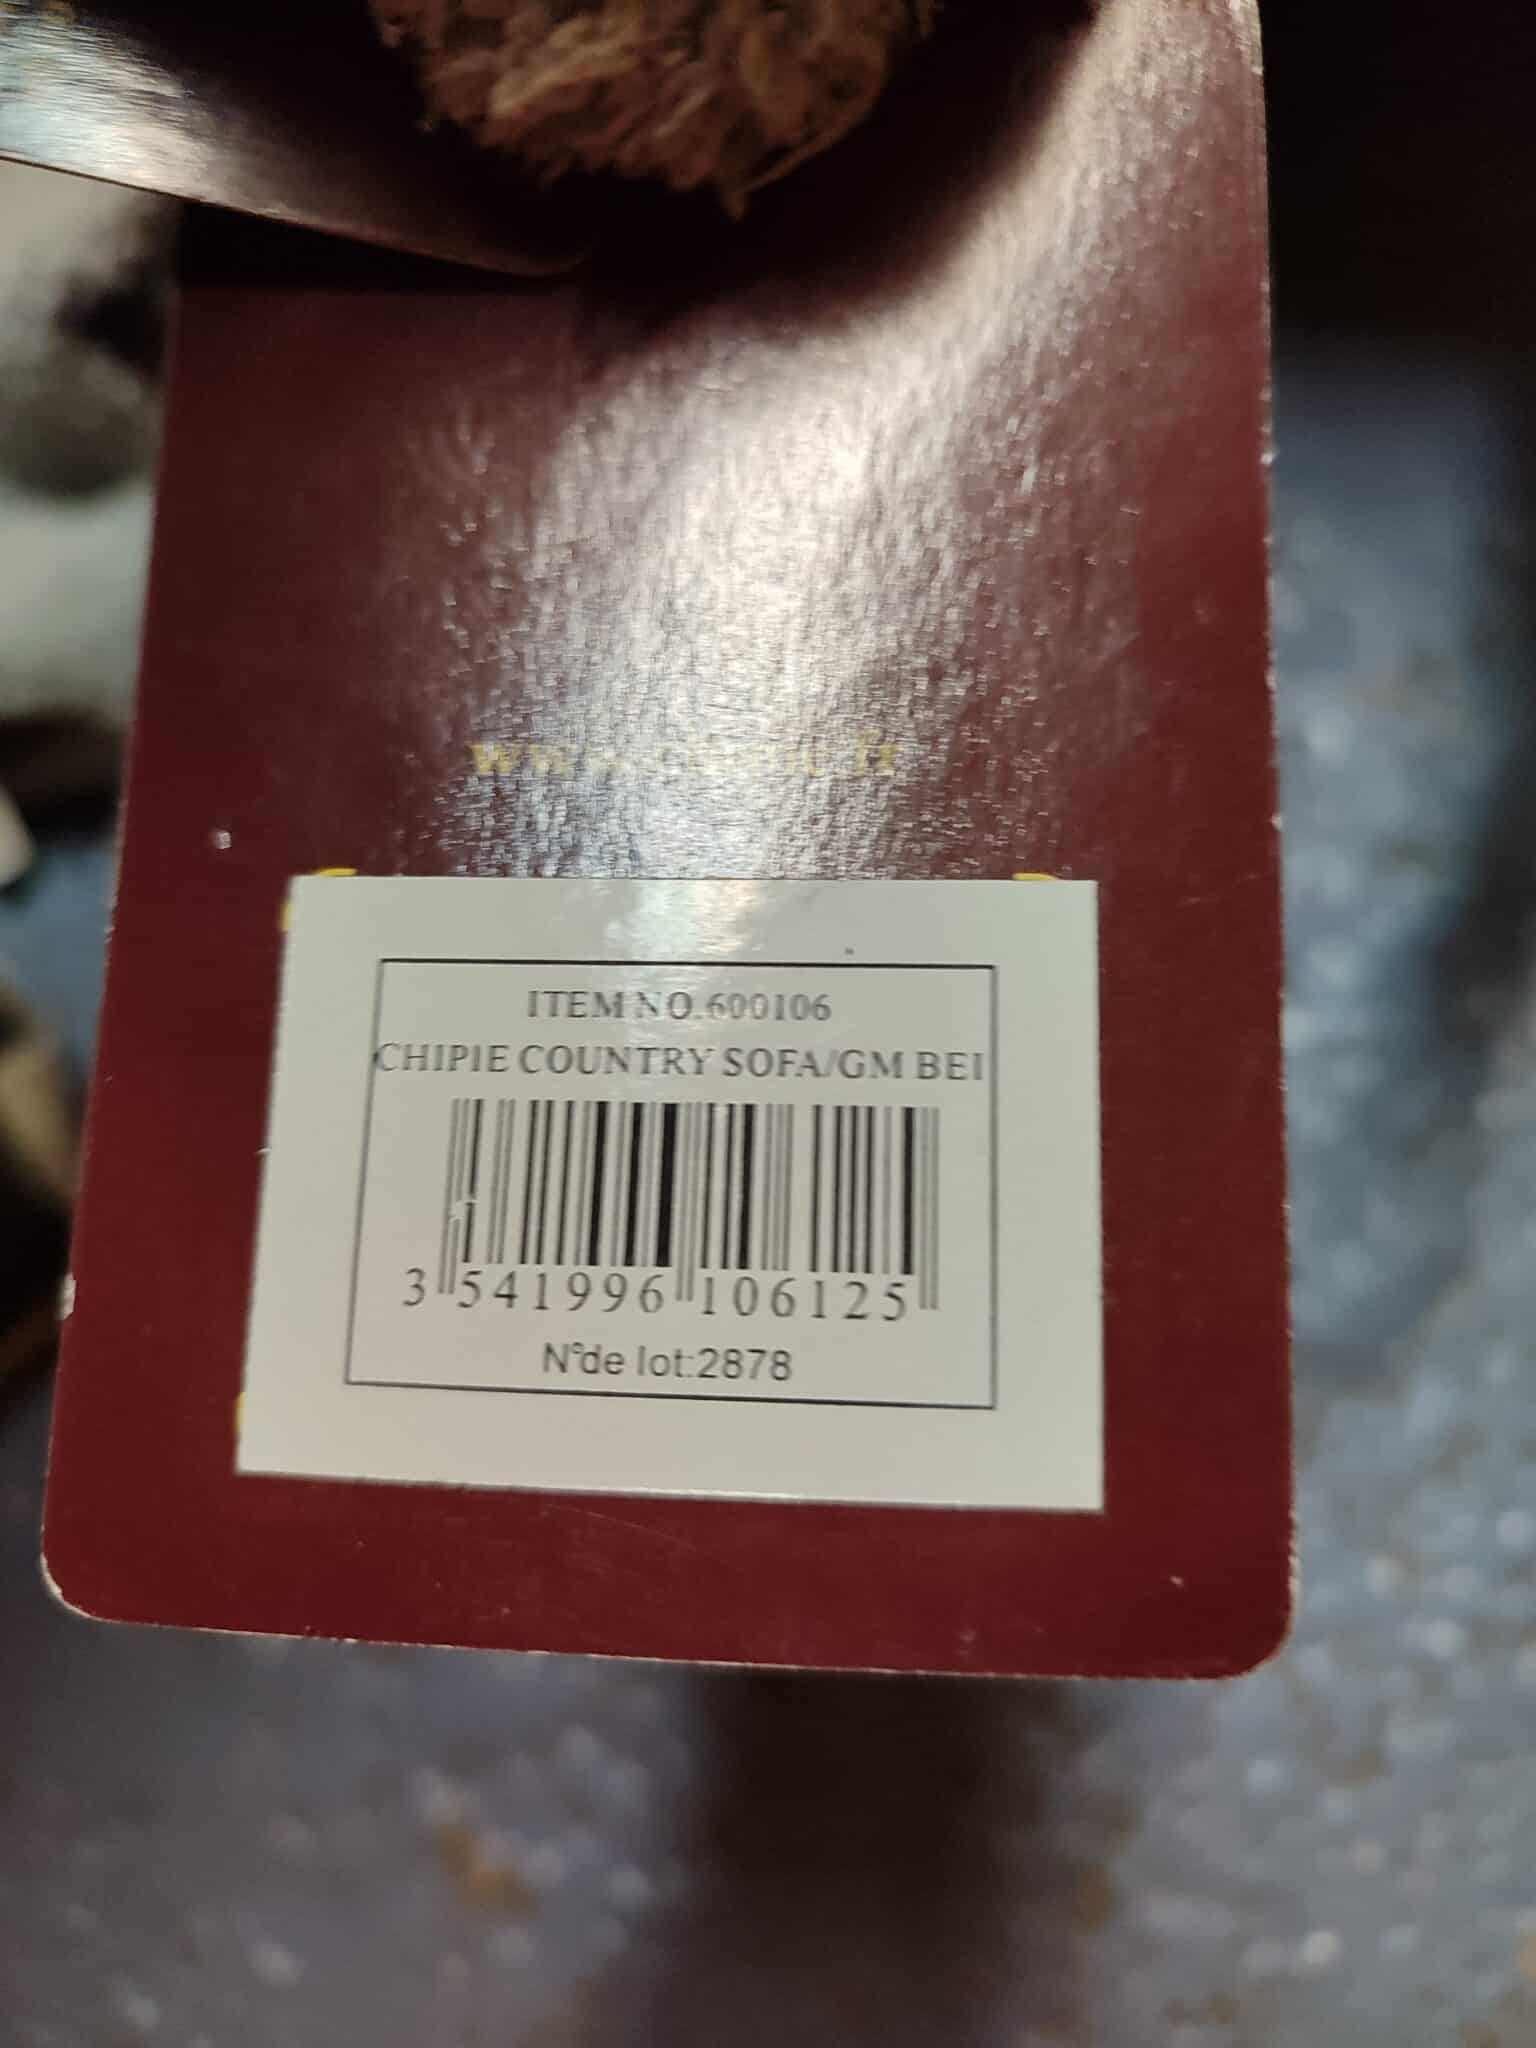 ITEM NO.600106
CHIPIE COUNTRY SOFA/GM BEI
3 541996 106125
N°de lot:2878